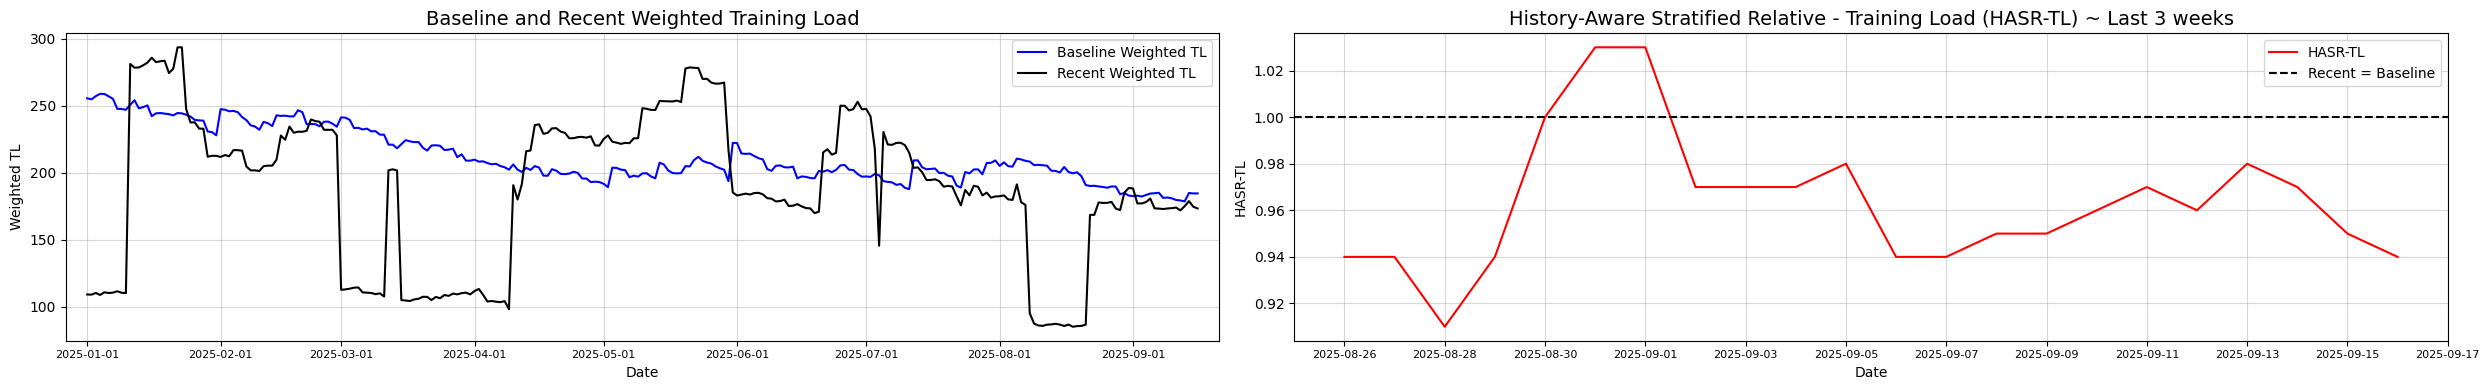 Baseline and Recent Weighted Training Load
Baseline Weighted TL
Recent Weighted TL
Weighted TL
300
250
200
150
100
2025-01-01 2025-02-01 2025-03-01 2025-04-01 2025-05-01 2025-06-01 2025-07-01 2025-08-01 2025-09-01
Date
History-Aware Stratified Relative - Training Load (HASR-TL) ~ Last 3 weeks
HASR-TL
Recent = Baseline
HASR-TL
1.02
1.00
0.98
0.96
0.94
0.92
2025-08-26 2025-08-28 2025-08-30 2025-09-01 2025-09-03 2025-09-05 2025-09-07 2025-09-09 2025-09-11 2025-09-13 2025-09-15 2025-09-17
Date